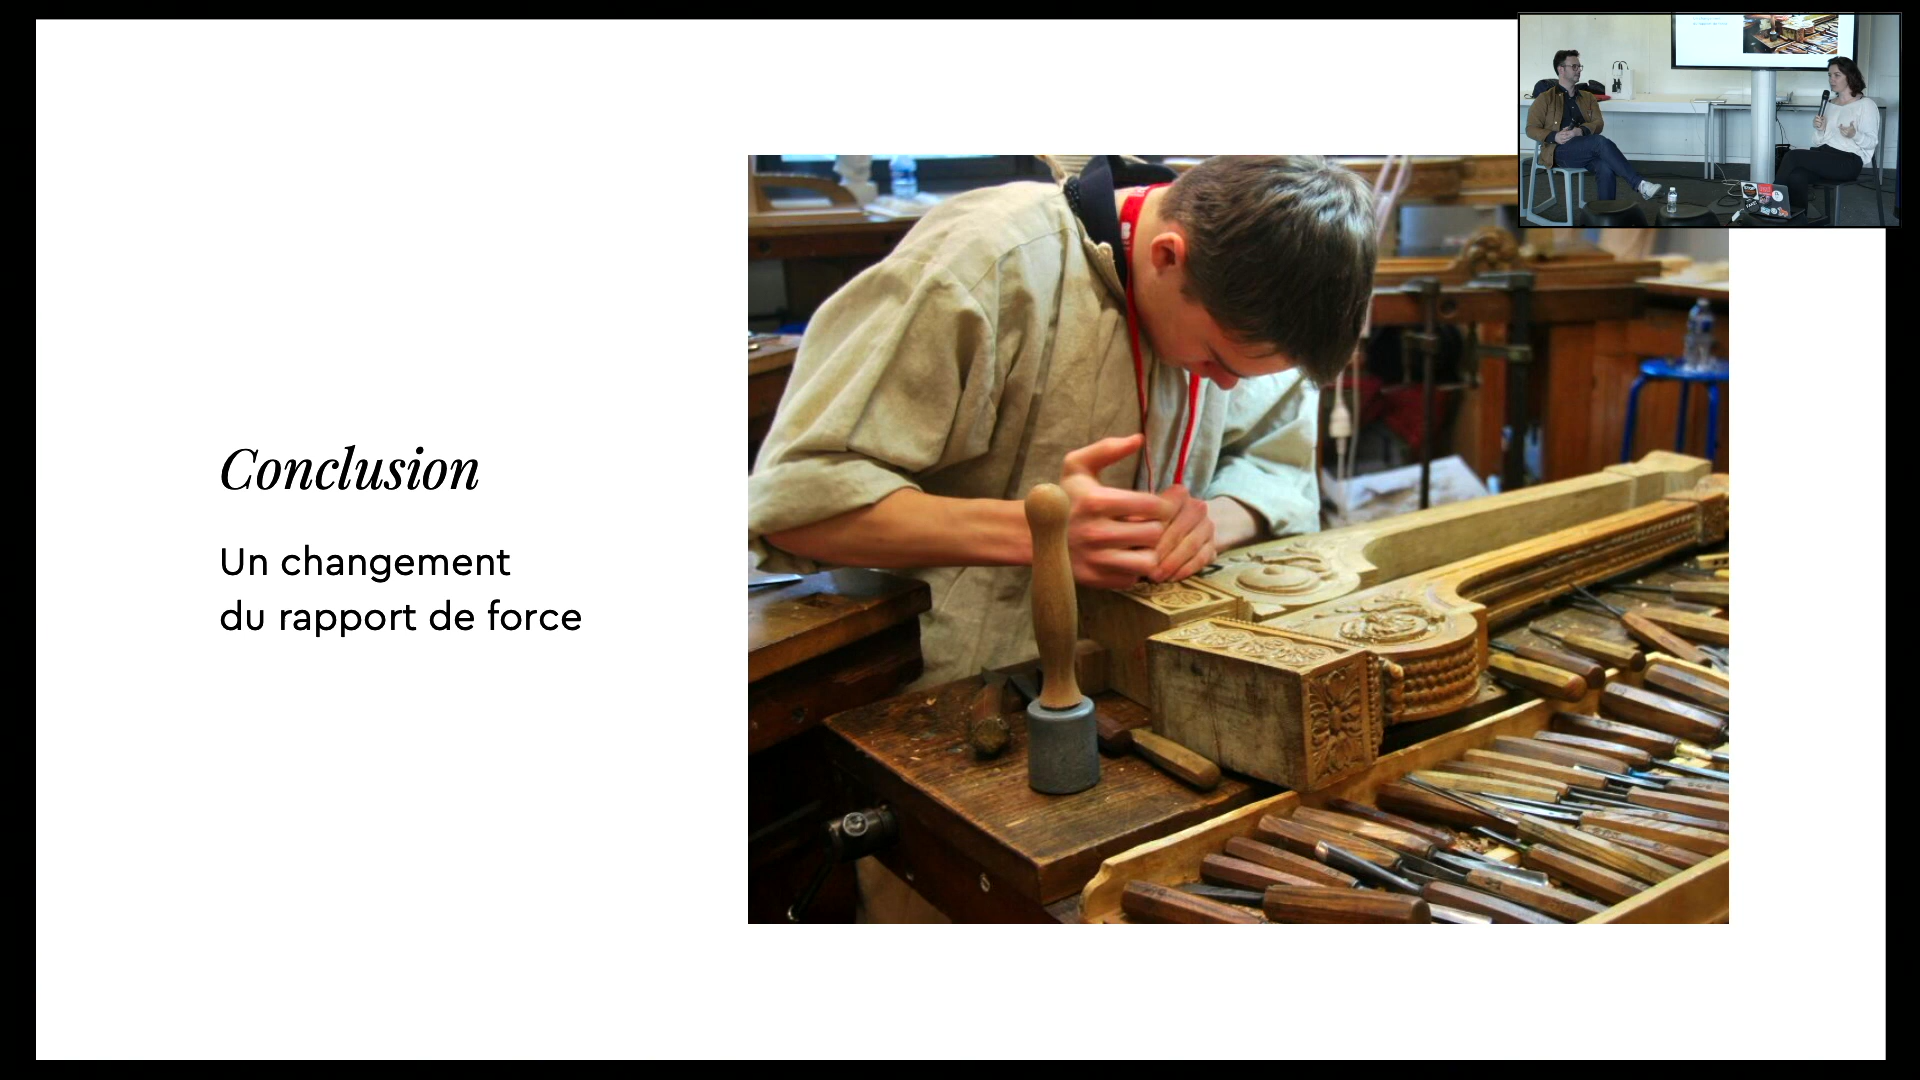 Conclusion
Un changement
du rapport de force